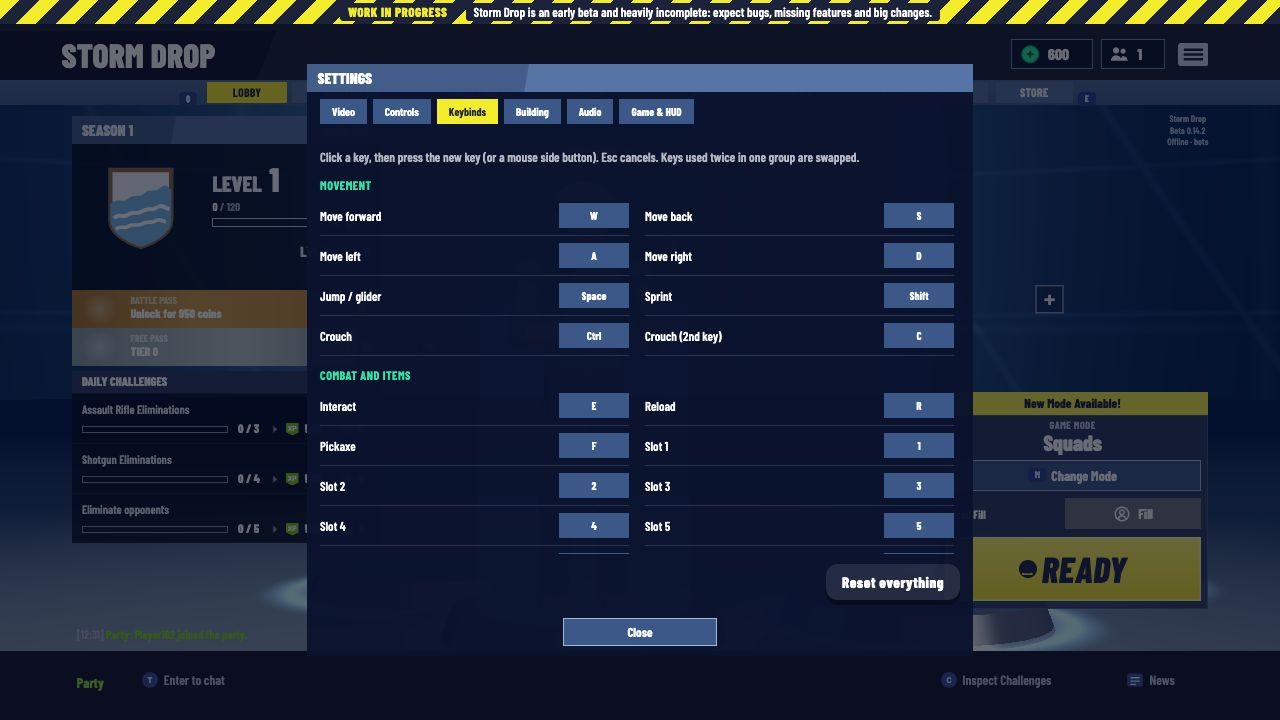 WORK IN PROGRESS Storm Drop is an early beta and heavily incomplete: expect bugs, missing features and big changes.
STORM DROP
600
1
SETTINGS
LOBBY
STORE
E
Video
Controls
Keybinds
Building
Audio
Game & HUD
SEASON 1
Storm Drop
Beta 0.14.2
Offline · bots
LEVEL 1
0 / 120
BATTLE PASS
Unlock for 950 coins
FREE PASS
TIER 0
DAILY CHALLENGES
Assault Rifle Eliminations
0 / 3
XP
Shotgun Eliminations
0 / 4
XP
Eliminate opponents
0 / 5
XP
Click a key, then press the new key (or a mouse side button). Esc cancels. Keys used twice in one group are swapped.
MOVEMENT
Move forward W
Move back S
Move left A
Move right D
Jump / glider Space
Sprint Shift
Crouch Ctrl
Crouch (2nd key) C
COMBAT AND ITEMS
Interact E
Reload R
Pickaxe F
Slot 1 1
Slot 2 2
Slot 3 3
Slot 4 4
Slot 5 5
Reset everything
Close
New Mode Available!
GAME MODE
Squads
M Change Mode
Fill
Fill
READY
[12:31] Party: Player162 joined the party.
Party
T Enter to chat
C Inspect Challenges
News